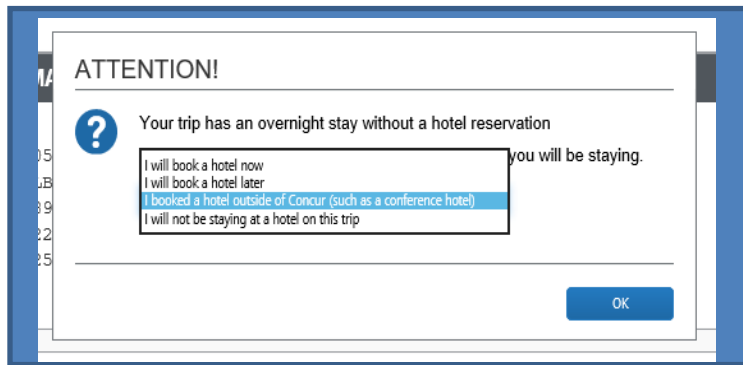 ATTENTION!
Your trip has an overnight stay without a hotel reservation
you will be staying.
I will book a hotel now
I will book a hotel later
I booked a hotel outside of Concur (such as a conference hotel)
I will not be staying at a hotel on this trip
OK